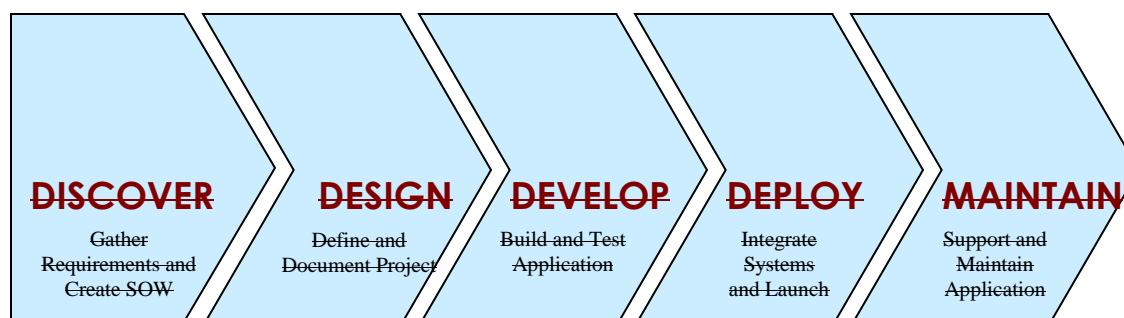 DISCOVER
Gather
Requirements and
Create SOW
DESIGN
Define and
Document Project
DEVELOP
Build and Test
Application
DEPLOY
Integrate
Systems
and Launch
MAINTAIN
Support and
Maintain
Application